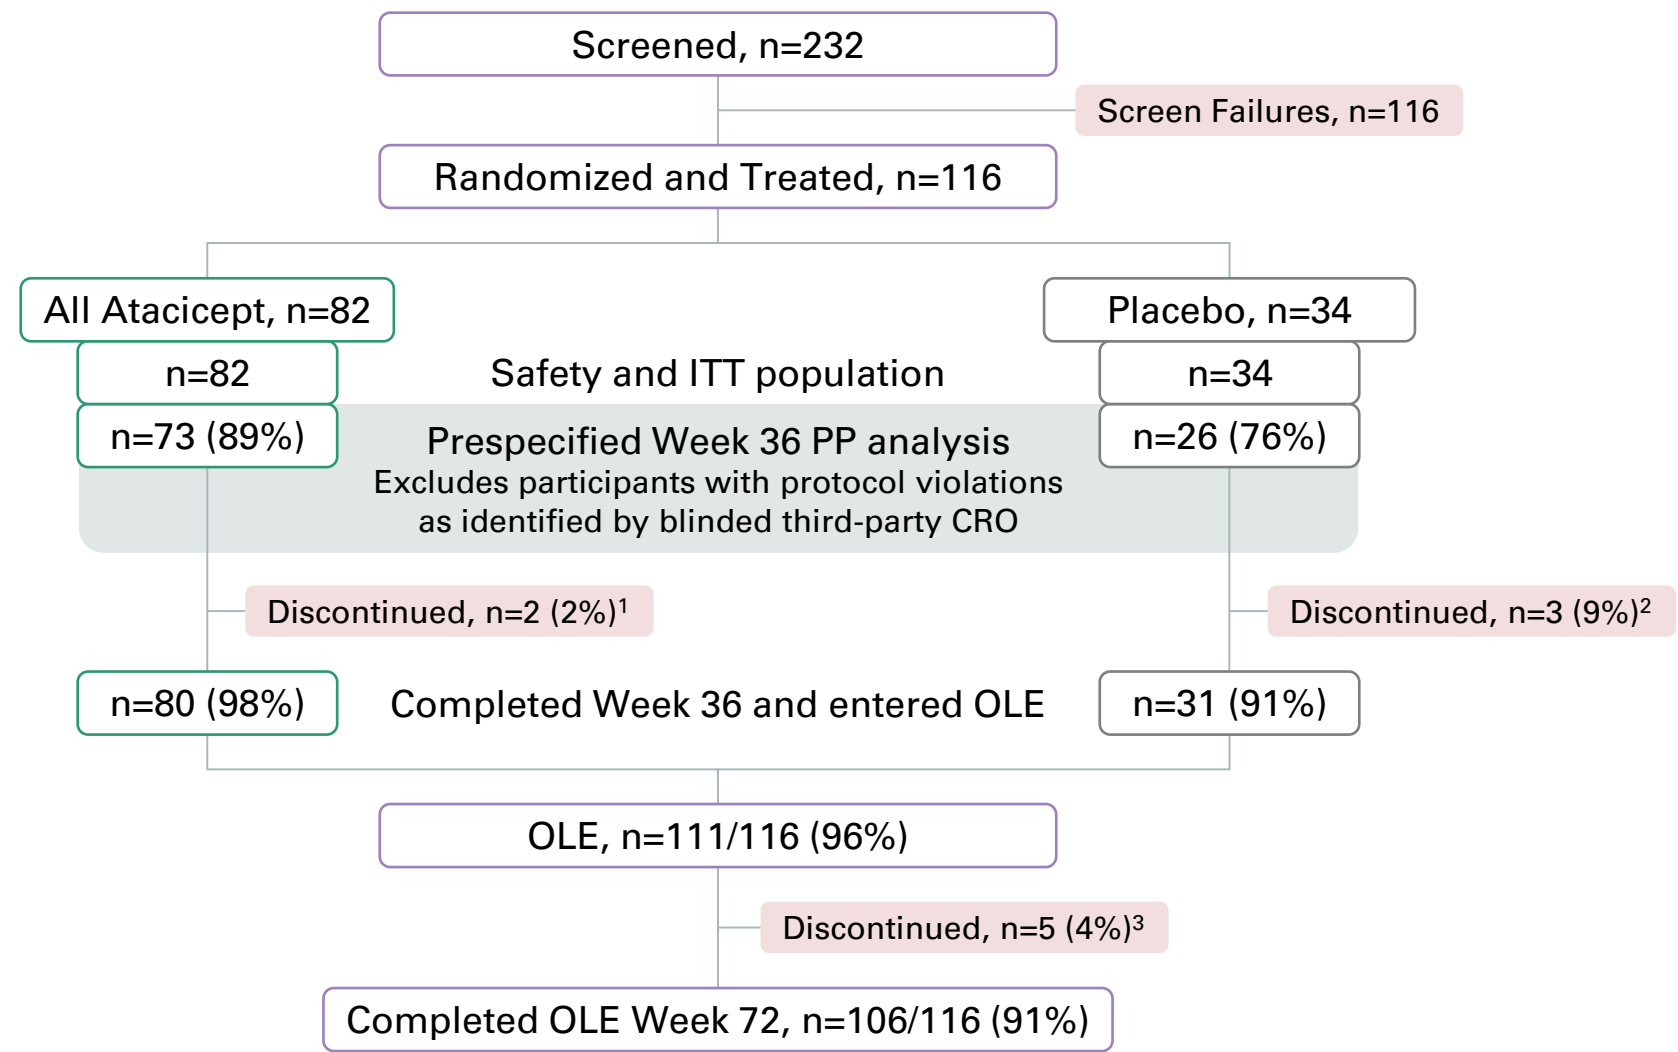 Screened, n=232
Screen Failures, n=116
Randomized and Treated, n=116
All Atacicept, n=82
Placebo, n=34
n=82
Safety and ITT population
n=34
n=73 (89%)
Prespecified Week 36 PP analysis
Excludes participants with protocol violations
as identified by blinded third-party CRO
n=26 (76%)
Discontinued, n=2 (2%)¹
Discontinued, n=3 (9%)²
n=80 (98%)
Completed Week 36 and entered OLE
n=31 (91%)
OLE, n=111/116 (96%)
Discontinued, n=5 (4%)³
Completed OLE Week 72, n=106/116 (91%)